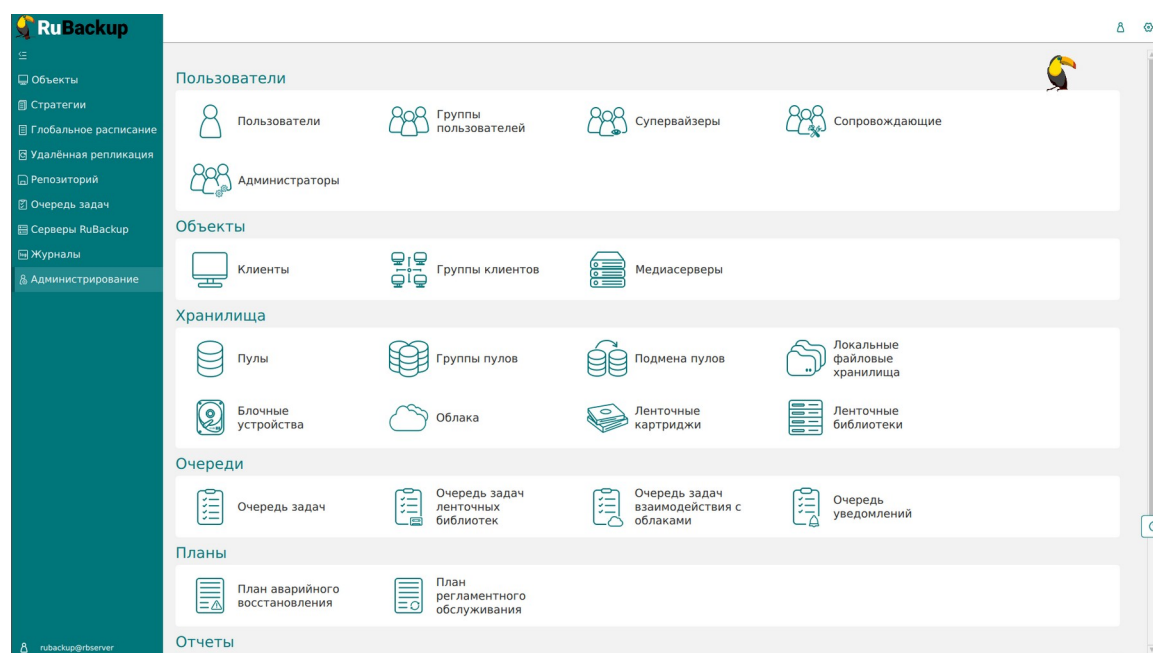 RuBackup
Объекты
Стратегии
Глобальное расписание
Удалённая репликация
Репозиторий
Очередь задач
Серверы RuBackup
Журналы
Администрирование
rubackup@rbserver
Пользователи
Пользователи
Группы
пользователей
Супервайзеры
Сопровождающие
Администраторы
Объекты
Клиенты
Группы клиентов
Медиасерверы
Хранилища
Пулы
Группы пулов
Подмена пулов
Локальные
файловые
хранилища
Блочные
устройства
Облака
Ленточные
картриджи
Ленточные
библиотеки
Очереди
Очередь задач
Очередь задач
ленточных
библиотек
Очередь задач
взаимодействия с
облаками
Очередь
уведомлений
Планы
План аварийного
восстановления
План
регламентного
обслуживания
Отчеты